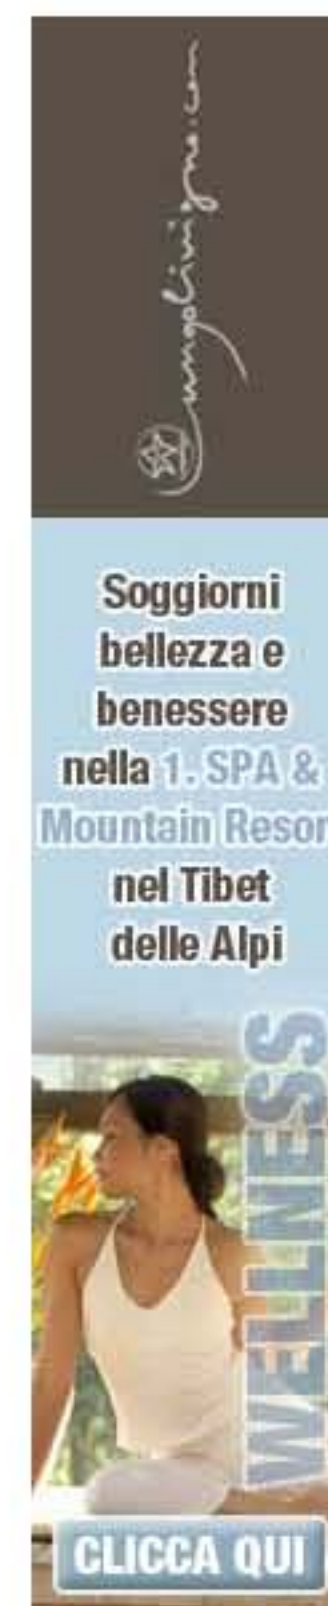 Soggiorni
bellezza e
benessere
nella 1. SPA &
Mountain Resor
nel Tibet
delle Alpi
WELLNESS
CLICCA QUI